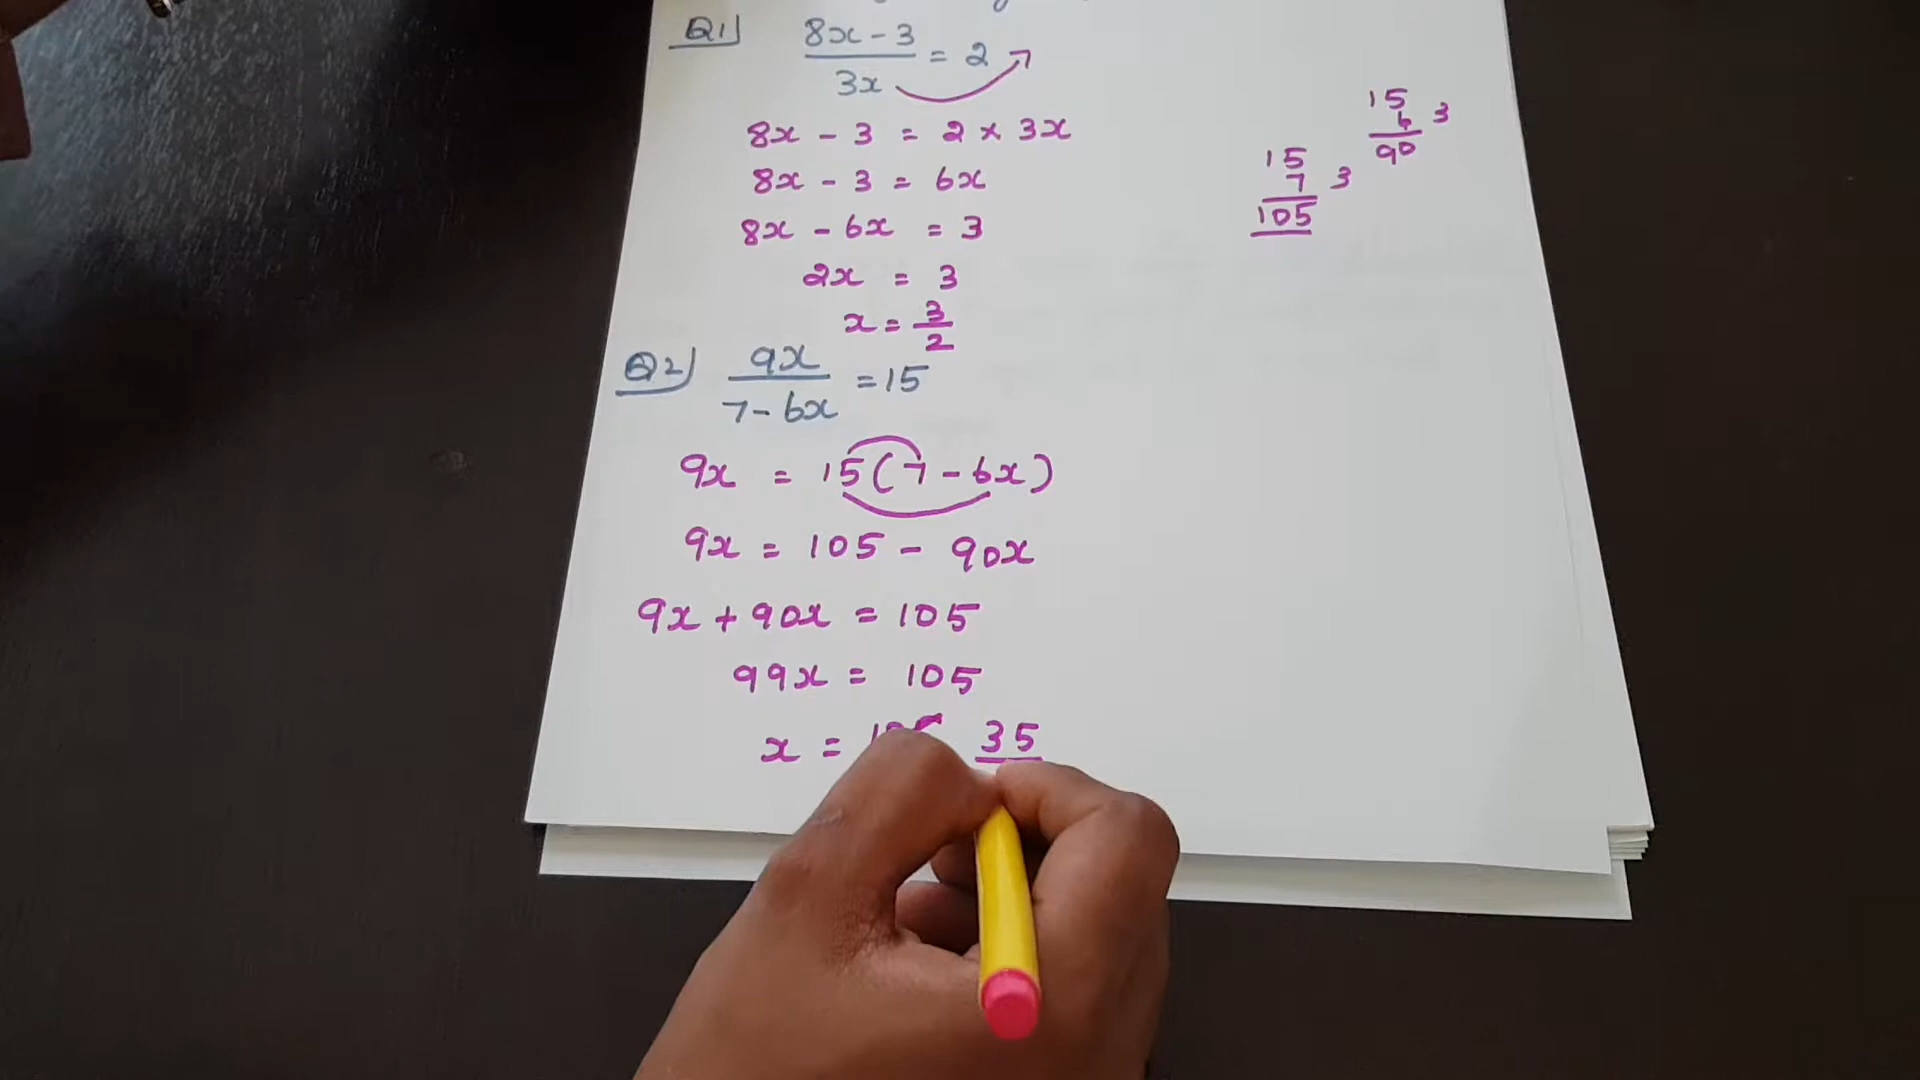 Q1 8x - 3 / 3x = 2
8x - 3 = 2 × 3x
8x - 3 = 6x
8x - 6x = 3
2x = 3
x = 3/2
Q2 9x / 7 - 6x = 15
9x = 15(7 - 6x)
9x = 105 - 90x
9x + 90x = 105
99x = 105
x = 35
15
6 3
90
15
7 3
105